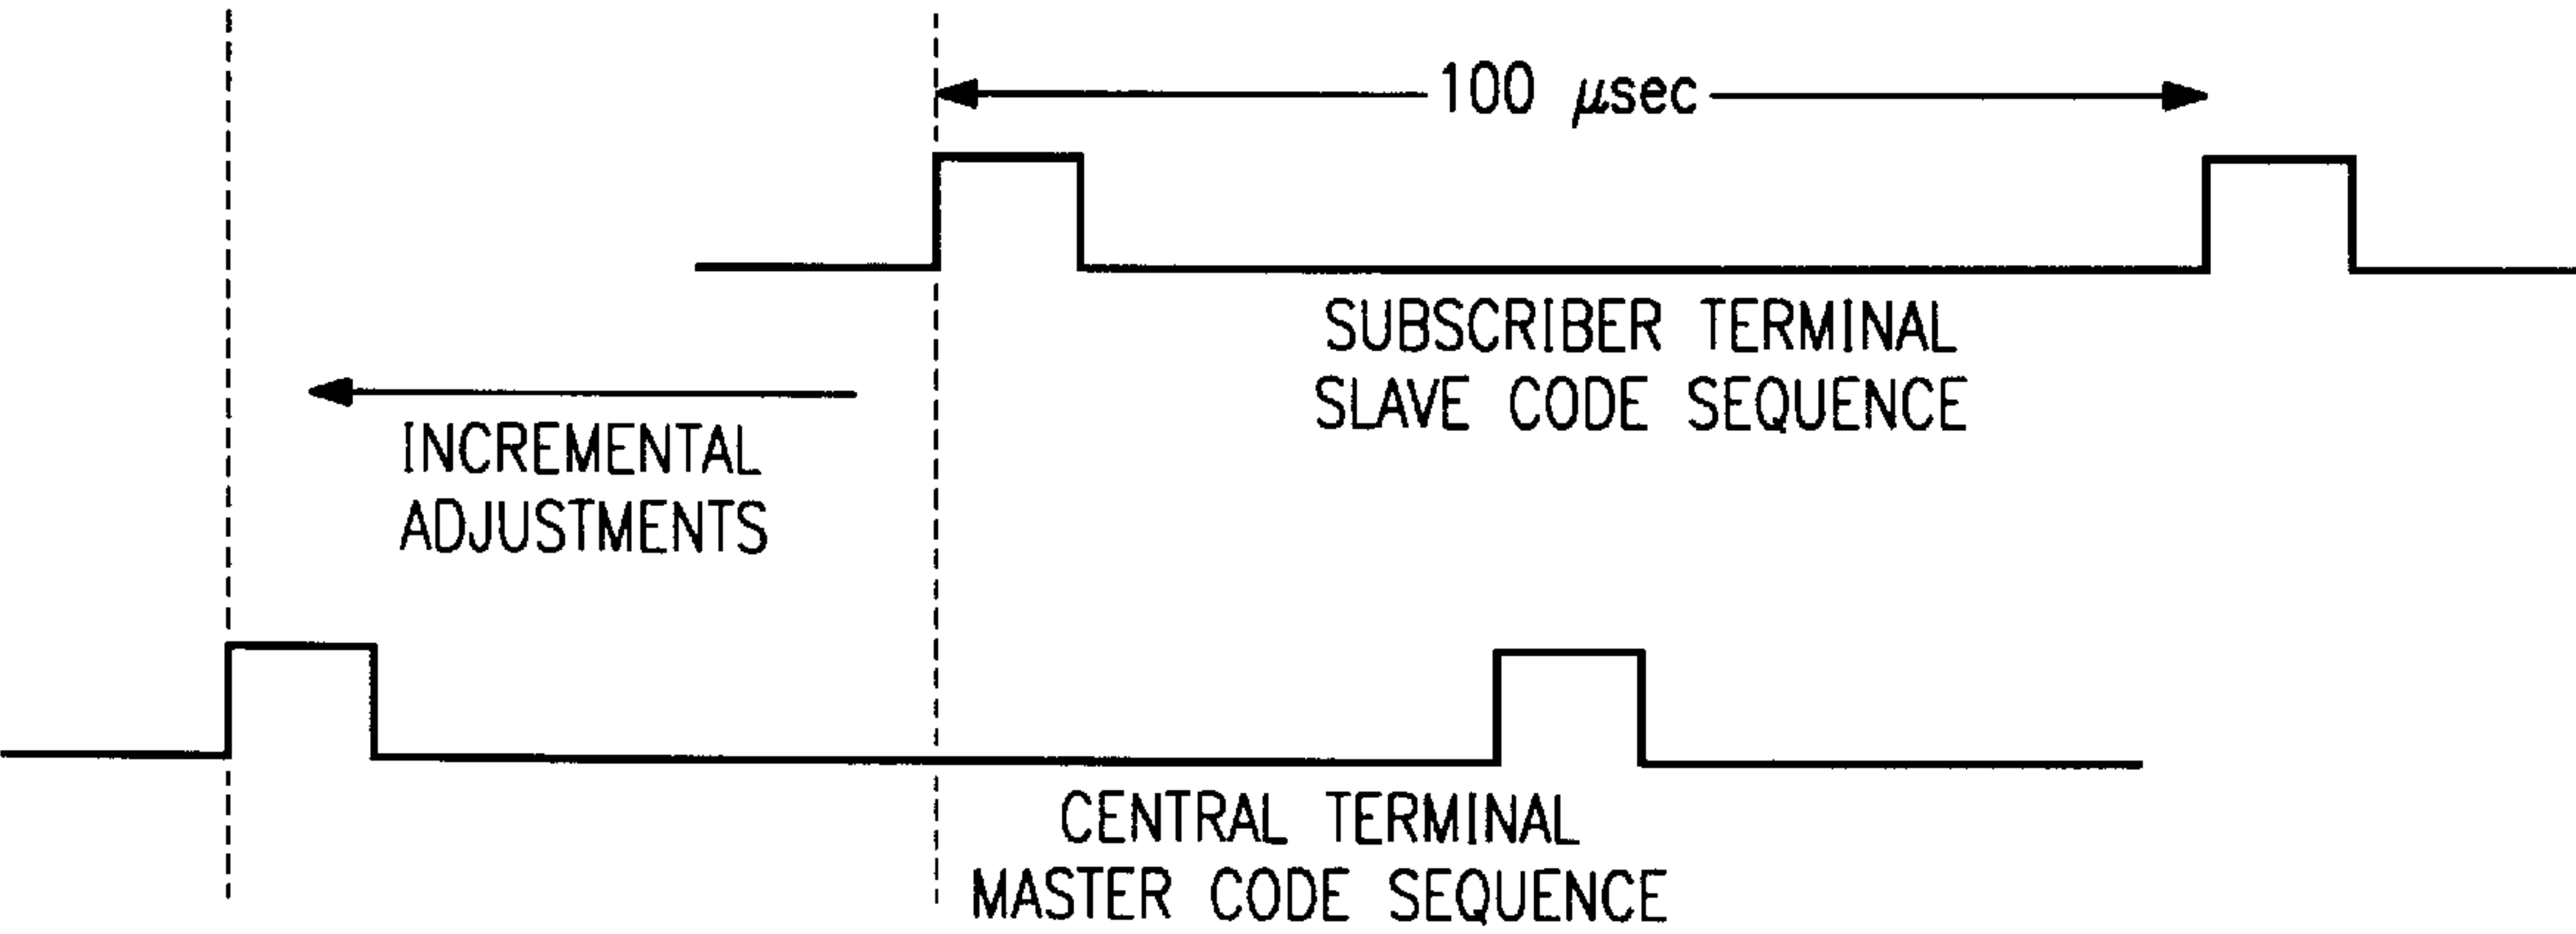 100 μsec
SUBSCRIBER TERMINAL
SLAVE CODE SEQUENCE
INCREMENTAL
ADJUSTMENTS
CENTRAL TERMINAL
MASTER CODE SEQUENCE